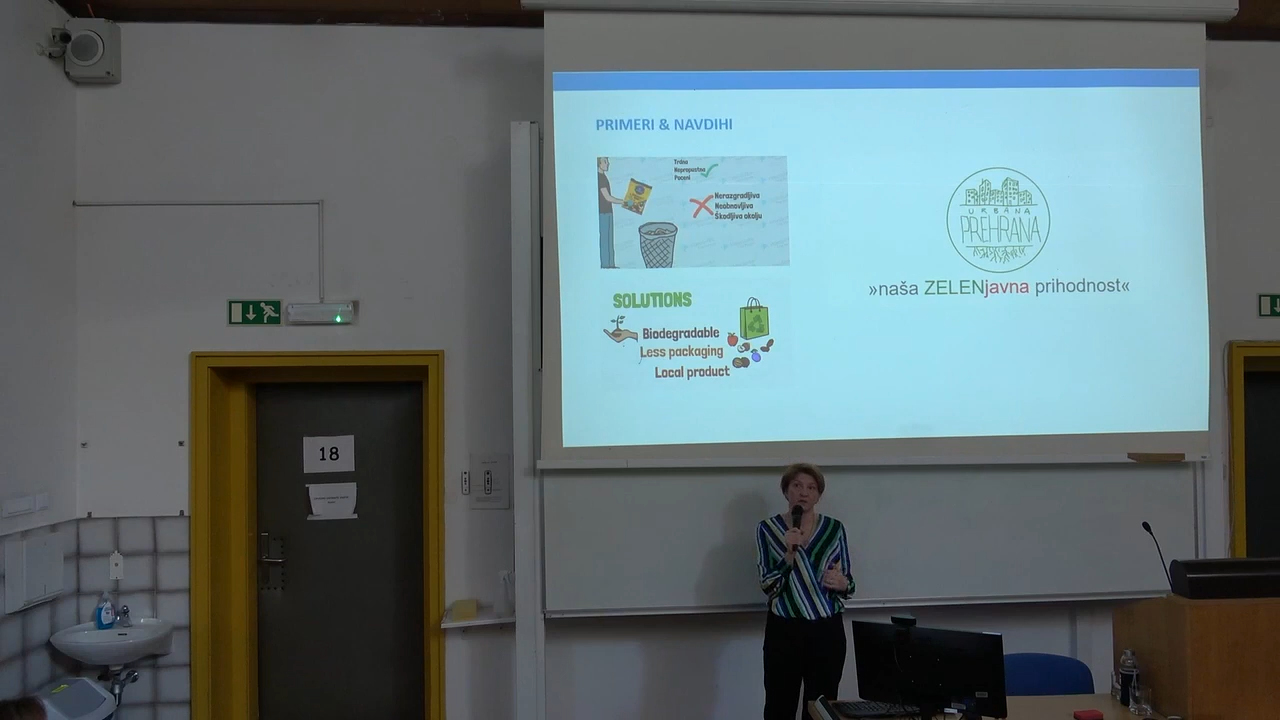 PRIMERI & NAVDIHI
Trdna
Nepropustna
Poceni
Nerazgradljiva
Neobnovljiva
Škodljiva okolju
SOLUTIONS
Biodegradable
Less packaging
Local product
URBANA
PREHRANA
»naša ZELENjavna prihodnost«
18